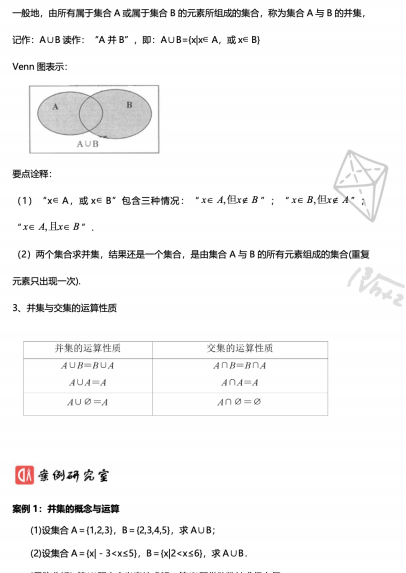 一般地，由所有属于集合 A 或属于集合 B 的元素所组成的集合，称为集合 A 与 B 的并集，
记作：A∪B 读作：“A 并 B”，即：A∪B={x|x∈ A，或 x∈ B}
Venn 图表示：
A B
A∪B
要点诠释：
（1）“x∈ A，或 x∈ B”包含三种情况：“x∈ A,但x∉ B”；“x∈ B,但x∉ A”；
“x∈ A,且x∈ B”．
（2）两个集合求并集，结果还是一个集合，是由集合 A 与 B 的所有元素组成的集合(重复
元素只出现一次).
∛n+2
3、并集与交集的运算性质
并集的运算性质 交集的运算性质
A∪B=B∪A A∩B=B∩A
A∪A=A A∩A=A
A∪∅=A A∩∅=∅
案例研究室
案例 1：并集的概念与运算
(1)设集合 A＝{1,2,3}，B＝{2,3,4,5}，求 A∪B；
(2)设集合 A＝{x|－3<x≤5}，B＝{x|2<x≤6}，求 A∪B．